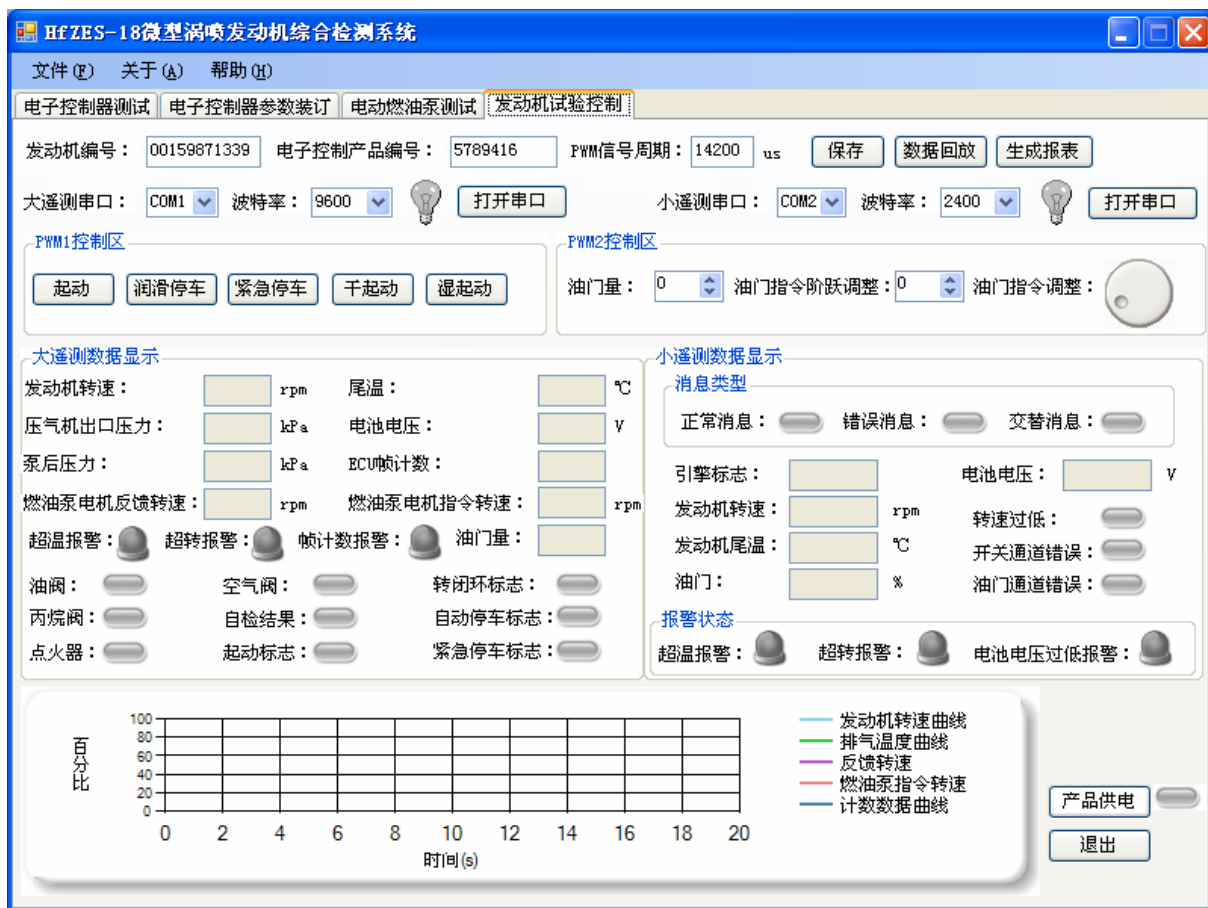 HfZES-18微型涡喷发动机综合检测系统
文件(F) 关于(A) 帮助(H)
电子控制器测试 电子控制器参数装订 电动燃油泵测试 发动机试验控制
发动机编号： 00159871339 电子控制产品编号： 5789416 PWM信号周期： 14200 us 保存 数据回放 生成报表
大遥测串口： COM1 波特率： 9600 打开串口 小遥测串口： COM2 波特率： 2400 打开串口
PWM1控制区 PWM2控制区
起动 润滑停车 紧急停车 干起动 湿起动 油门量： 0 油门指令阶跃调整： 0 油门指令调整：
大遥测数据显示
发动机转速： rpm 尾温： ℃
压气机出口压力： kPa 电池电压： V
泵后压力： kPa ECU帧计数：
燃油泵电机反馈转速： rpm 燃油泵电机指令转速： rpm
超温报警： 超转报警： 帧计数报警： 油门量：
油阀： 空气阀： 转闭环标志：
丙烷阀： 自检结果： 自动停车标志：
点火器： 起动标志： 紧急停车标志：
小遥测数据显示
消息类型
正常消息： 错误消息： 交替消息：
引擎标志： 电池电压： V
发动机转速： rpm 转速过低：
发动机尾温： ℃ 开关通道错误：
油门： % 油门通道错误：
报警状态
超温报警： 超转报警： 电池电压过低报警：
百分比
100
80
60
40
20
0
0 2 4 6 8 10 12 14 16 18 20
时间(s)
发动机转速曲线
排气温度曲线
反馈转速
燃油泵指令转速
计数数据曲线
产品供电
退出